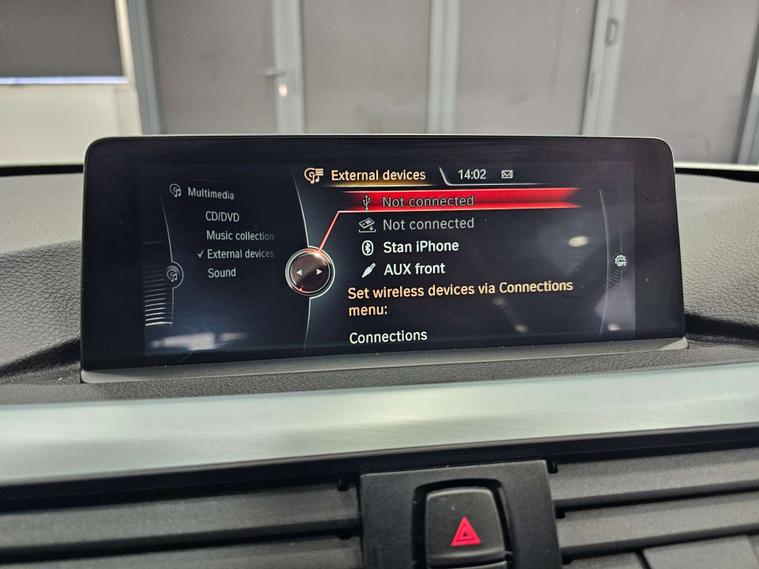 External devices
14:02
Multimedia
CD/DVD
Music collection
External devices
Sound
Not connected
Not connected
Stan iPhone
AUX front
Set wireless devices via Connections
menu:
Connections